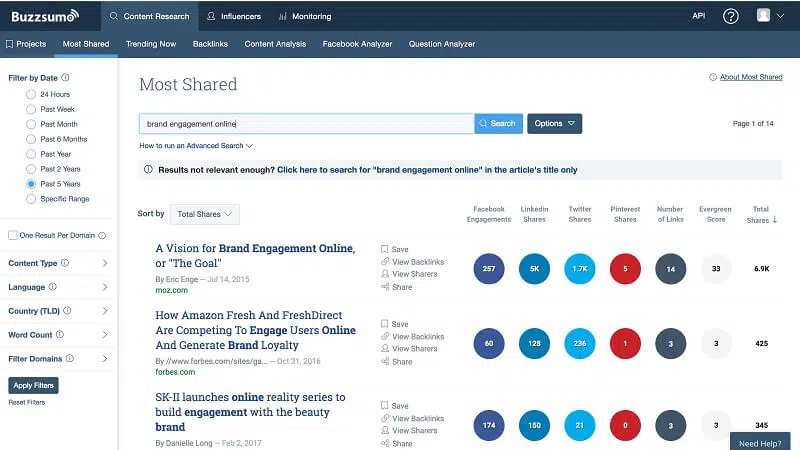 Buzzsumo
Content Research
Influencers
Monitoring
API
Projects
Most Shared
Trending Now
Backlinks
Content Analysis
Facebook Analyzer
Question Analyzer
Filter by Date
24 Hours
Past Week
Past Month
Past 6 Months
Past Year
Past 2 Years
Past 5 Years
Specific Range
One Result Per Domain
Content Type
Language
Country (TLD)
Word Count
Filter Domains
Apply Filters
Reset Filters
Most Shared
About Most Shared
brand engagement online
Search
Options
Page 1 of 14
How to run an Advanced Search
Results not relevant enough? Click here to search for "brand engagement online" in the article's title only
Sort by
Total Shares
Facebook Engagements
Linkedin Shares
Twitter Shares
Pinterest Shares
Number of Links
Evergreen Score
Total Shares
A Vision for Brand Engagement Online,
or "The Goal"
By Eric Enge — Jul 14, 2015
moz.com
Save
View Backlinks
View Sharers
Share
257
5K
1.7K
5
14
33
6.9K
How Amazon Fresh And FreshDirect
Are Competing To Engage Users Online
And Generate Brand Loyalty
By //www.forbes.com/sites/ga... — Oct 31, 2016
forbes.com
Save
View Backlinks
View Sharers
Share
60
128
236
1
3
3
425
SK-II launches online reality series to
build engagement with the beauty
brand
By Danielle Long — Feb 2, 2017
Save
View Backlinks
View Sharers
Share
174
150
21
0
3
3
345
Need Help?